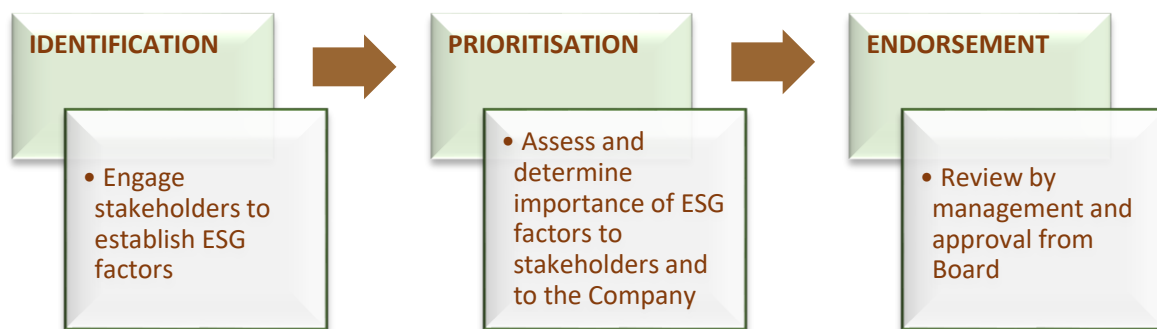 IDENTIFICATION
• Engage
stakeholders to
establish ESG
factors
PRIORITISATION
• Assess and
determine
importance of ESG
factors to
stakeholders and
to the Company
ENDORSEMENT
• Review by
management and
approval from
Board